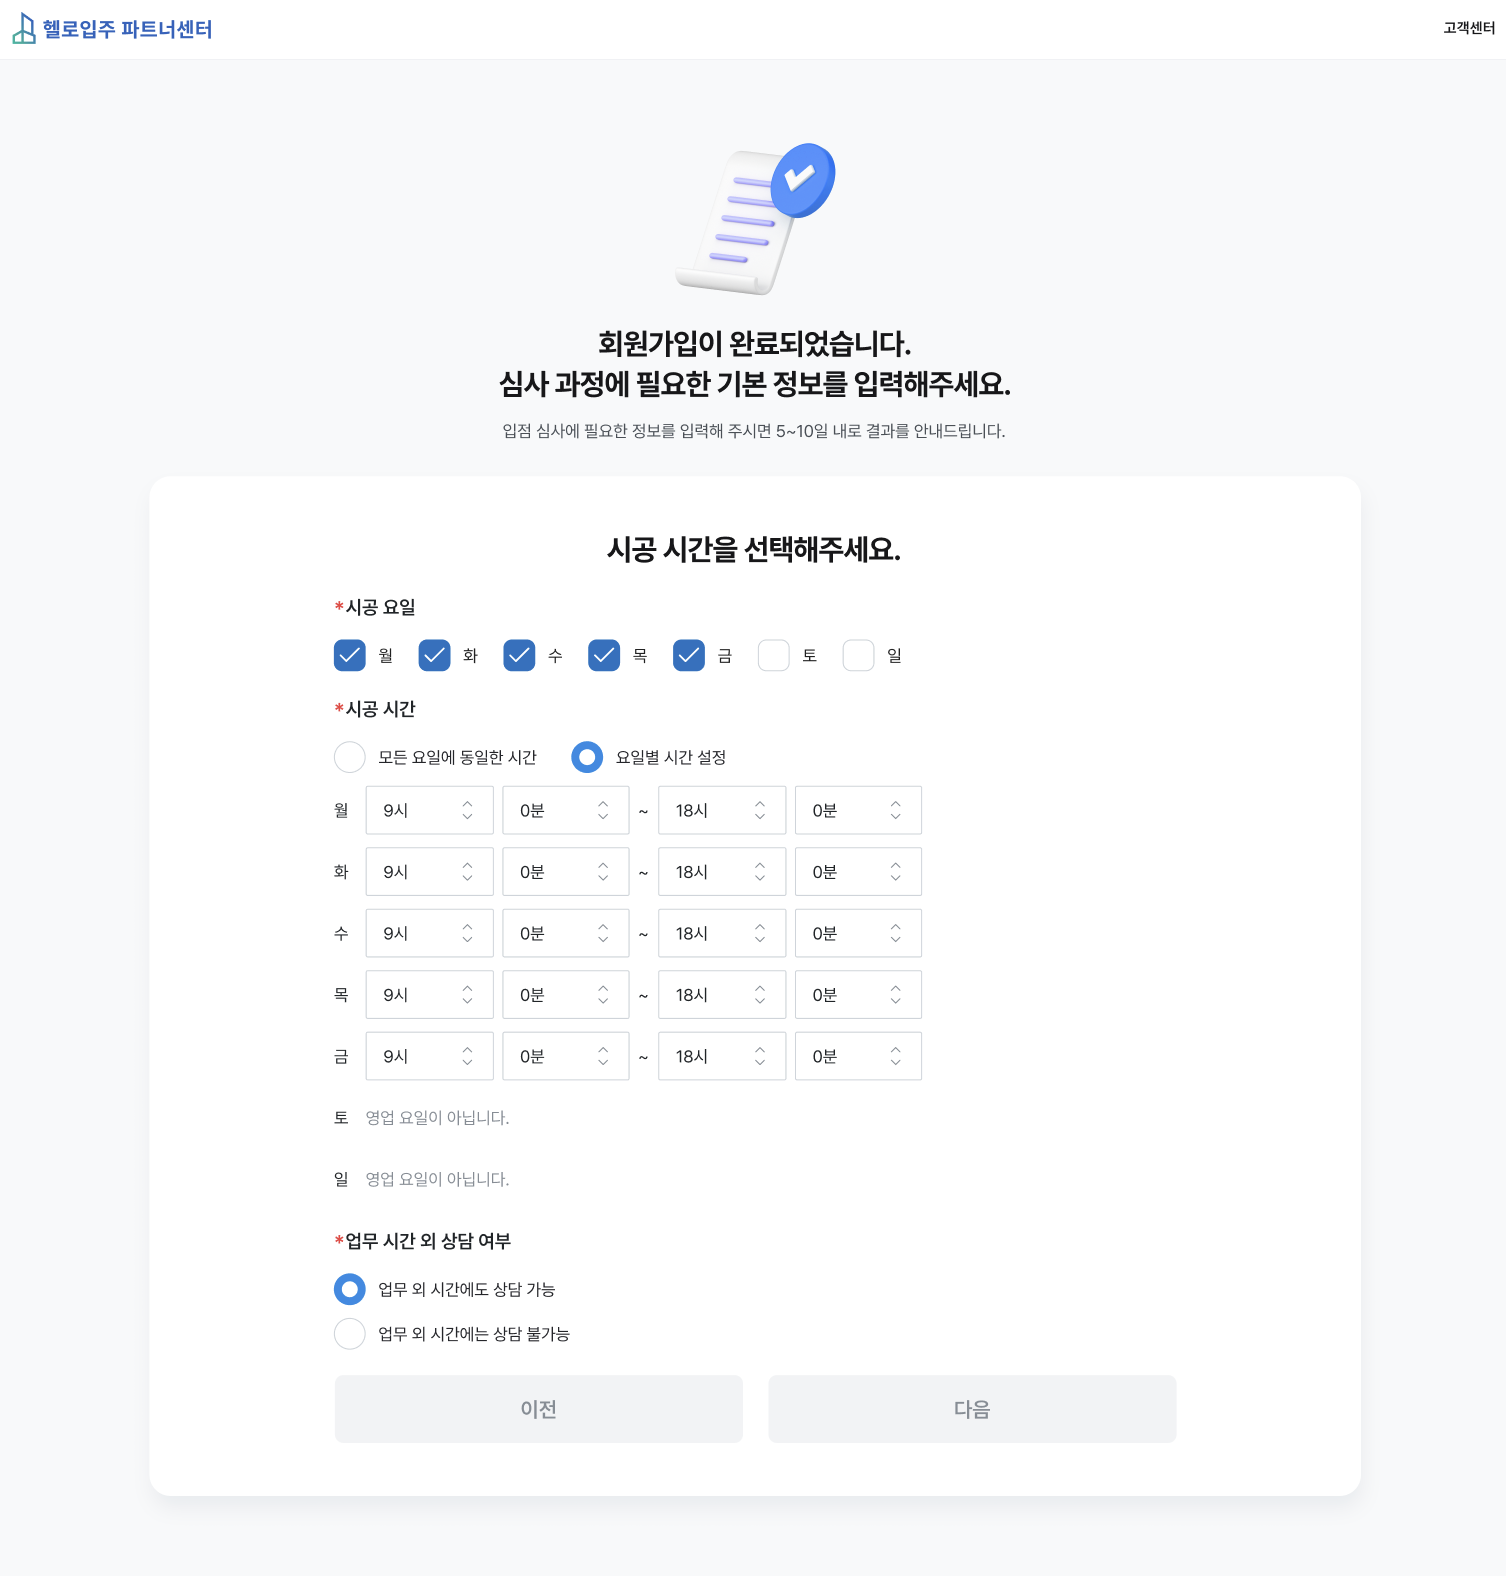 헬로입주 파트너센터
고객센터
회원가입이 완료되었습니다.
심사 과정에 필요한 기본 정보를 입력해주세요.
입점 심사에 필요한 정보를 입력해 주시면 5~10일 내로 결과를 안내드립니다.
시공 시간을 선택해주세요.
*시공 요일
월 화 수 목 금 토 일
*시공 시간
모든 요일에 동일한 시간 요일별 시간 설정
월 9시 0분 ~ 18시 0분
화 9시 0분 ~ 18시 0분
수 9시 0분 ~ 18시 0분
목 9시 0분 ~ 18시 0분
금 9시 0분 ~ 18시 0분
토 영업 요일이 아닙니다.
일 영업 요일이 아닙니다.
*업무 시간 외 상담 여부
업무 외 시간에도 상담 가능
업무 외 시간에는 상담 불가능
이전 다음